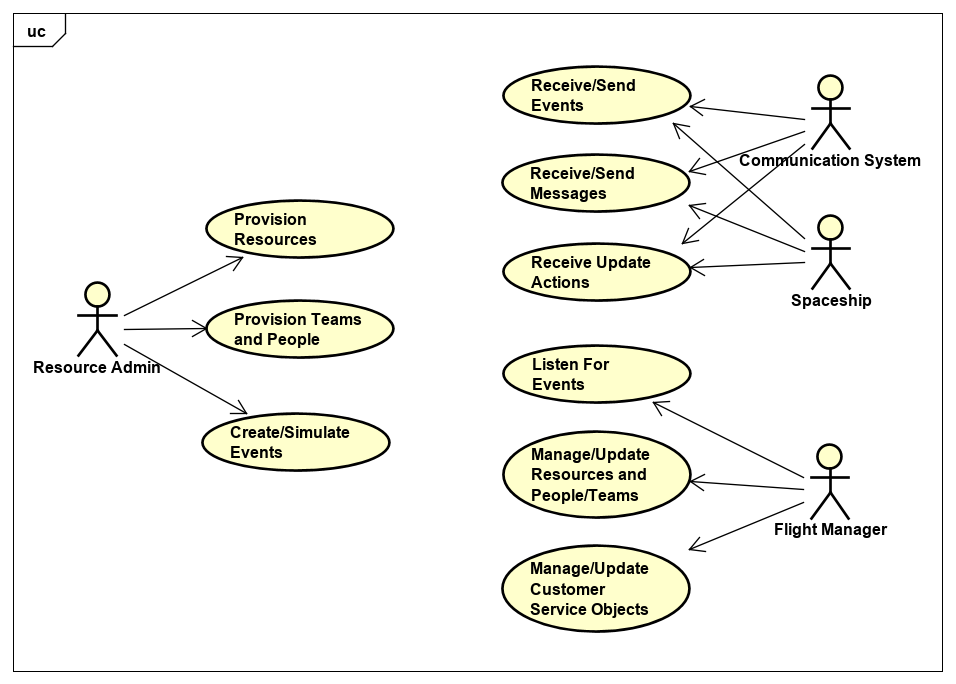 uc
Provision
Resources
Provision Teams
and People
Create/Simulate
Events
Resource Admin
Receive/Send
Events
Receive/Send
Messages
Receive Update
Actions
Communication System
Spaceship
Listen For
Events
Manage/Update
Resources and
People/Teams
Manage/Update
Customer
Service Objects
Flight Manager